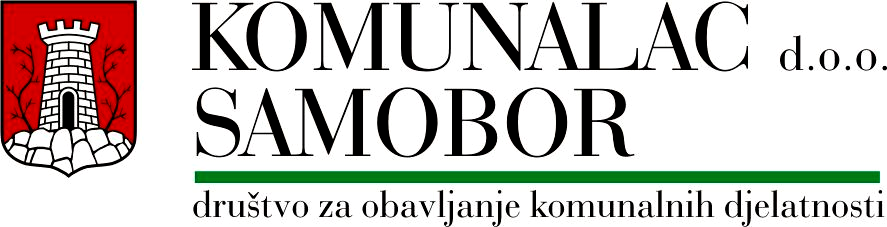 KOMUNALAC d.o.o.
SAMOBOR
društvo za obavljanje komunalnih djelatnosti